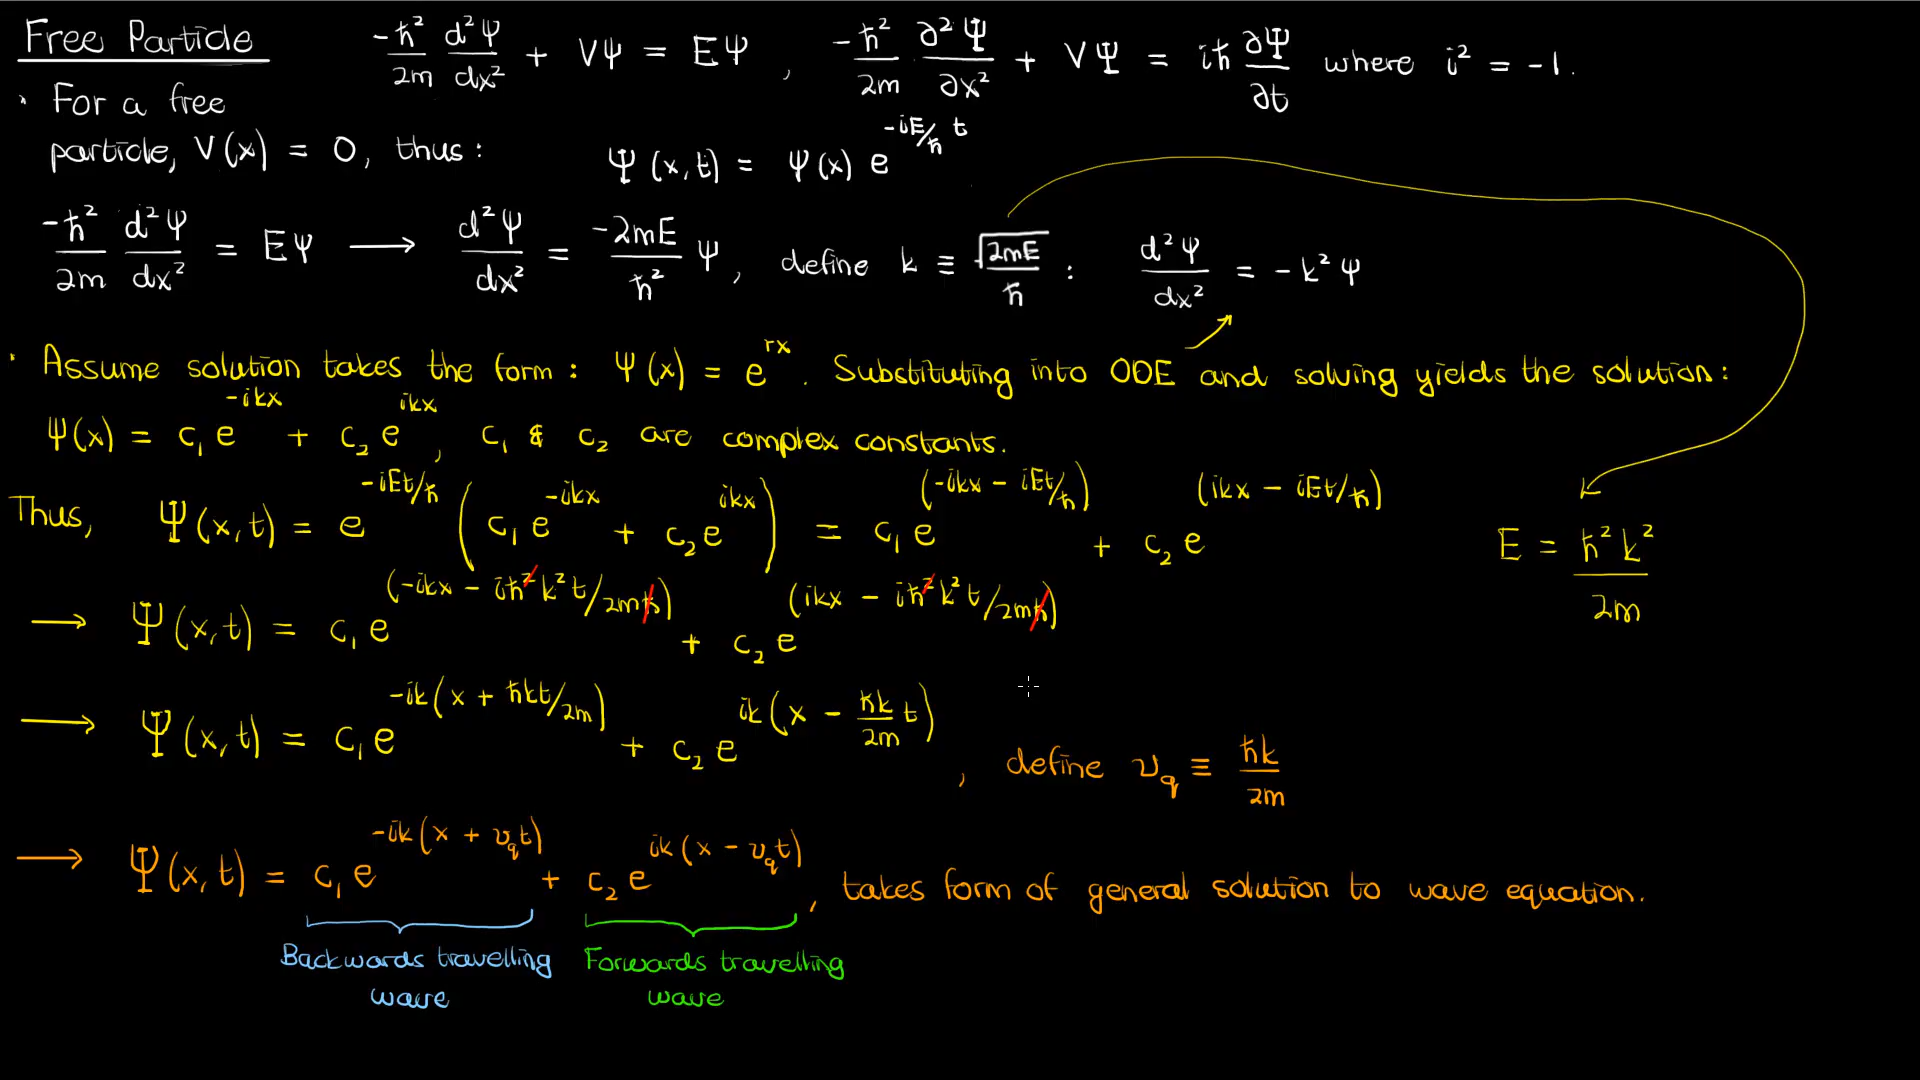 Free Particle
-ħ²/2m d²ψ/dx² + Vψ = Eψ , -ħ²/2m ∂²Ψ/∂x² + VΨ = iħ ∂Ψ/∂t where i² = -1.
· For a free
particle, V(x) = 0, thus: Ψ(x,t) = ψ(x) e^(-iE/ħ t)
-ħ²/2m d²ψ/dx² = Eψ ⟶ d²ψ/dx² = -2mE/ħ² ψ, define k ≡ √(2mE)/ħ : d²ψ/dx² = -k²ψ
· Assume solution takes the form: ψ(x) = e^(rx). Substituting into ODE and solving yields the solution:
ψ(x) = c₁e^(-ikx) + c₂e^(ikx), c₁ & c₂ are complex constants.
Thus, Ψ(x,t) = e^(-iEt/ħ) (c₁e^(-ikx) + c₂e^(ikx)) = c₁e^(-ikx - iEt/ħ) + c₂e^(ikx - iEt/ħ)
E = ħ²k²/2m
⟶ Ψ(x,t) = c₁e^(-ikx - iħ²k²t/2mħ) + c₂e^(ikx - iħ²k²t/2mħ)
⟶ Ψ(x,t) = c₁e^(-ik(x + ħkt/2m)) + c₂e^(ik(x - ħk/2m t)) , define v_q ≡ ħk/2m
⟶ Ψ(x,t) = c₁e^(-ik(x + v_q t)) + c₂e^(ik(x - v_q t)) , takes form of general solution to wave equation.
Backwards travelling
wave
Forwards travelling
wave